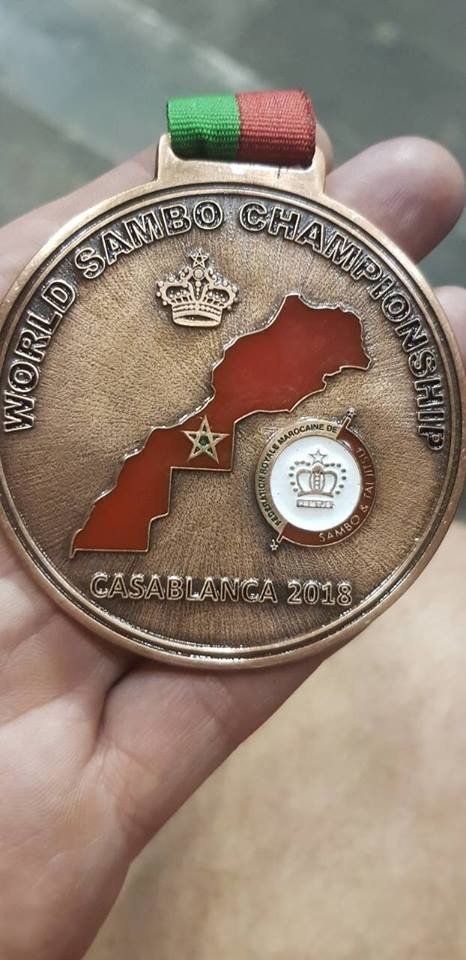 WORLD SAMBO CHAMPIONSHIP
FEDERATION ROYALE MAROCAINE DE
SAMBO & TAI JITSU
CASABLANCA 2018